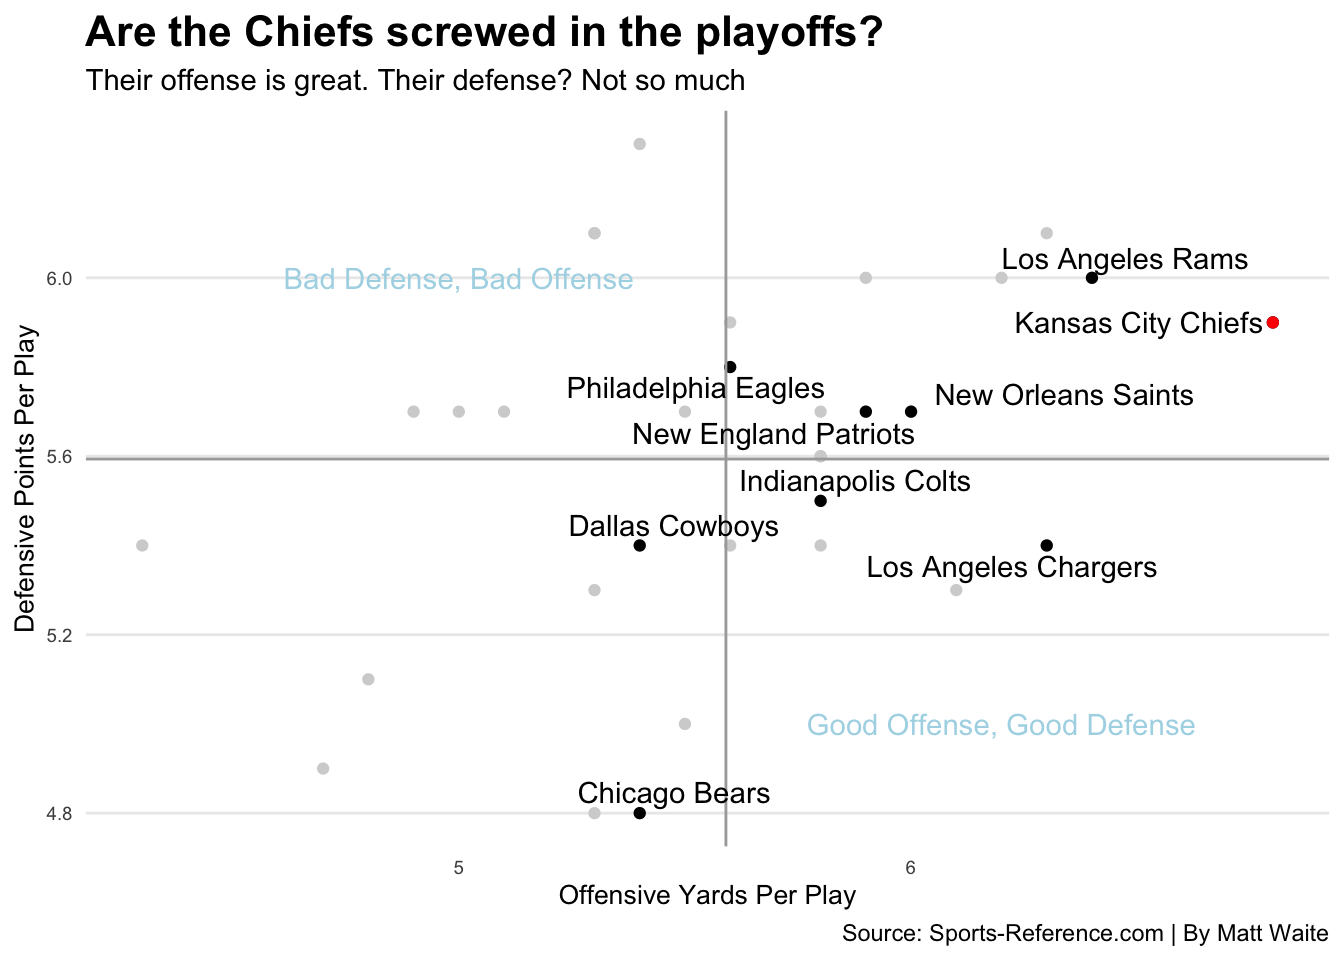 Are the Chiefs screwed in the playoffs?
Their offense is great. Their defense? Not so much
Los Angeles Rams
6.0
Bad Defense, Bad Offense
Kansas City Chiefs
Philadelphia Eagles
New Orleans Saints
New England Patriots
5.6
Indianapolis Colts
Dallas Cowboys
Los Angeles Chargers
5.2
Good Offense, Good Defense
Chicago Bears
4.8
Defensive Points Per Play
5
6
Offensive Yards Per Play
Source: Sports-Reference.com | By Matt Waite